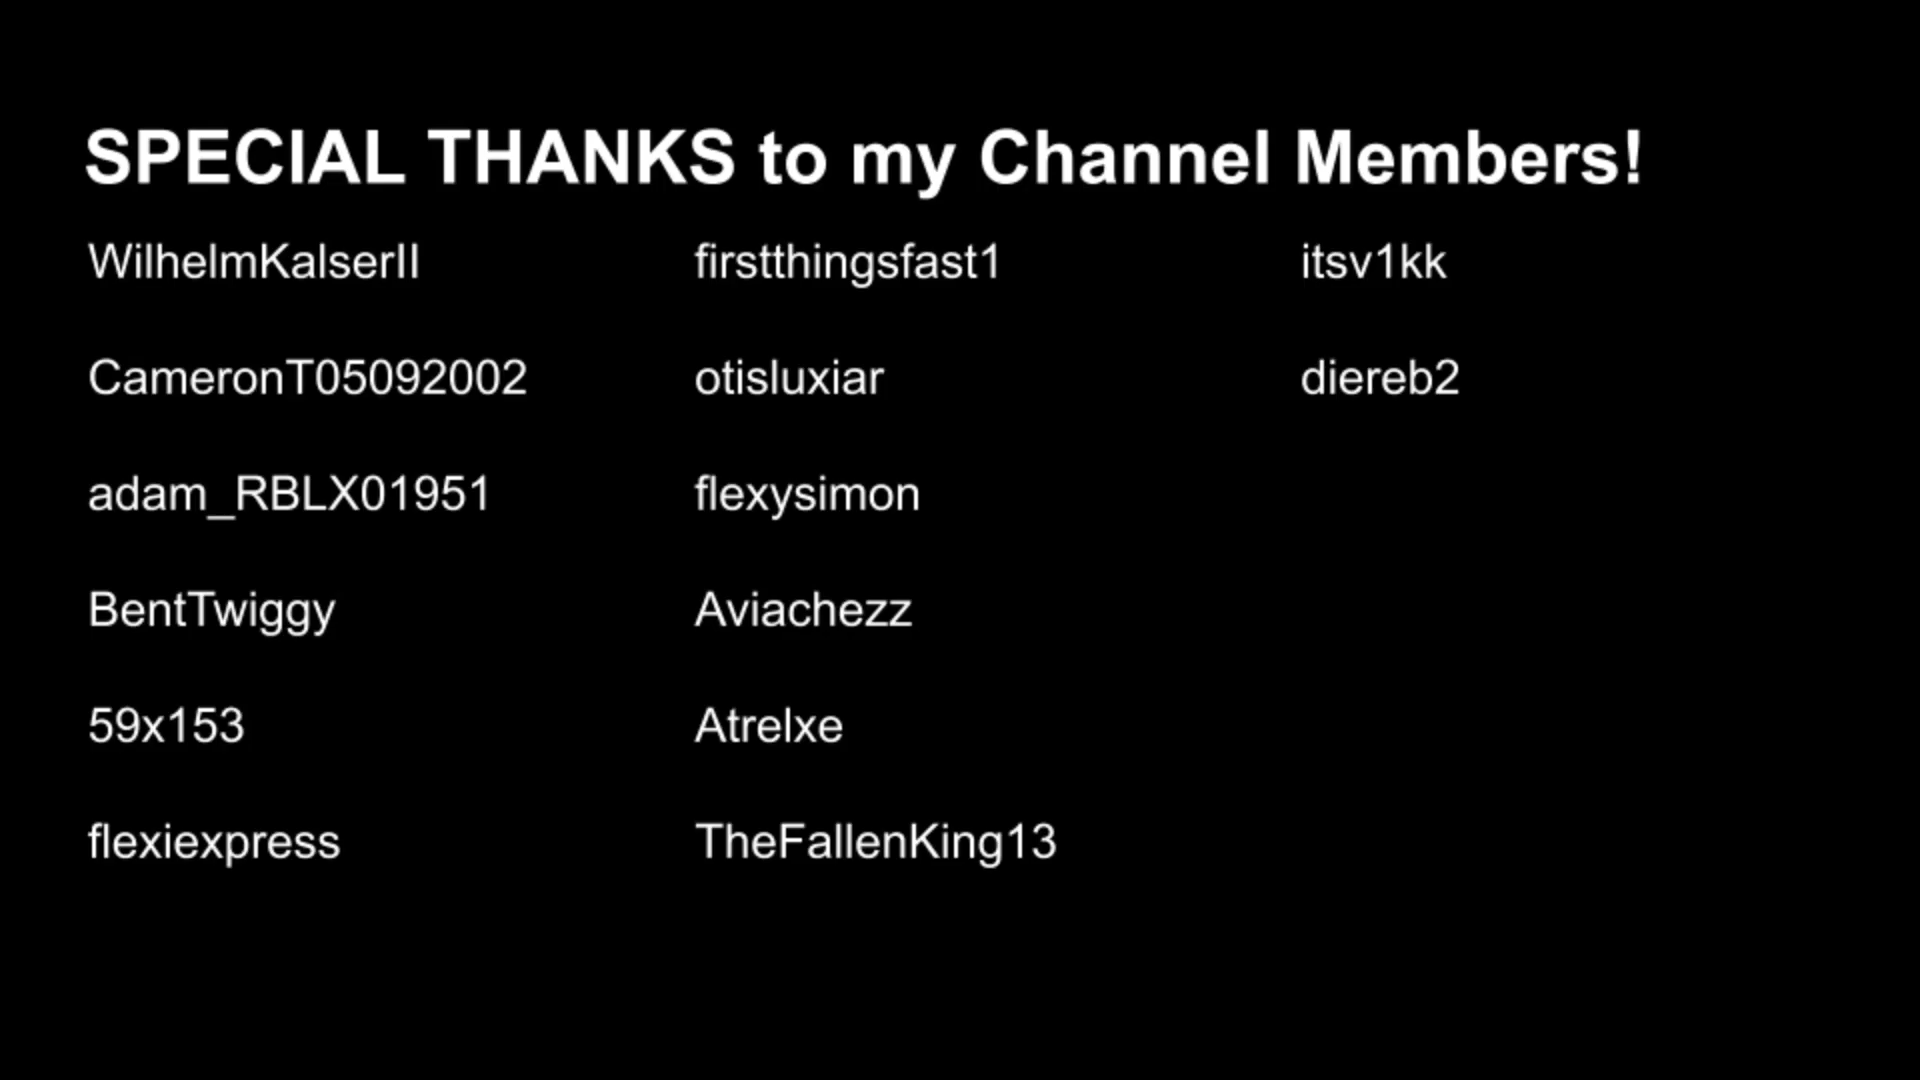 SPECIAL THANKS to my Channel Members!
WilhelmKalserII
CameronT05092002
adam_RBLX01951
BentTwiggy
59x153
flexiexpress
firstthingsfast1
otisluxiar
flexysimon
Aviachezz
Atrelxe
TheFallenKing13
itsv1kk
diereb2